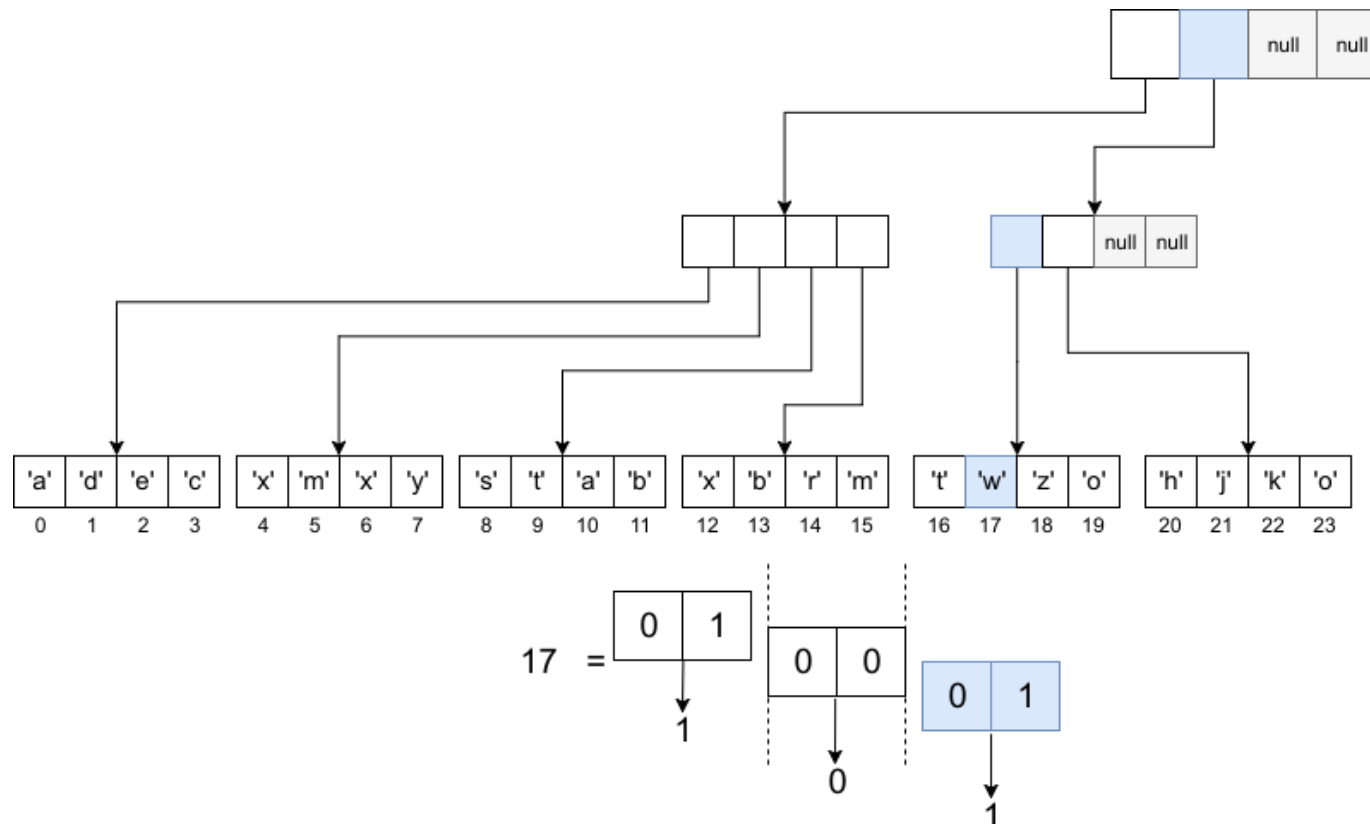 null null
null null
'a' 'd' 'e' 'c' 'x' 'm' 'x' 'y' 's' 't' 'a' 'b' 'x' 'b' 'r' 'm' 't' 'w' 'z' 'o' 'h' 'j' 'k' 'o'
0 1 2 3 4 5 6 7 8 9 10 11 12 13 14 15 16 17 18 19 20 21 22 23
17 = 0 1 0 0 0 1
1
0
1